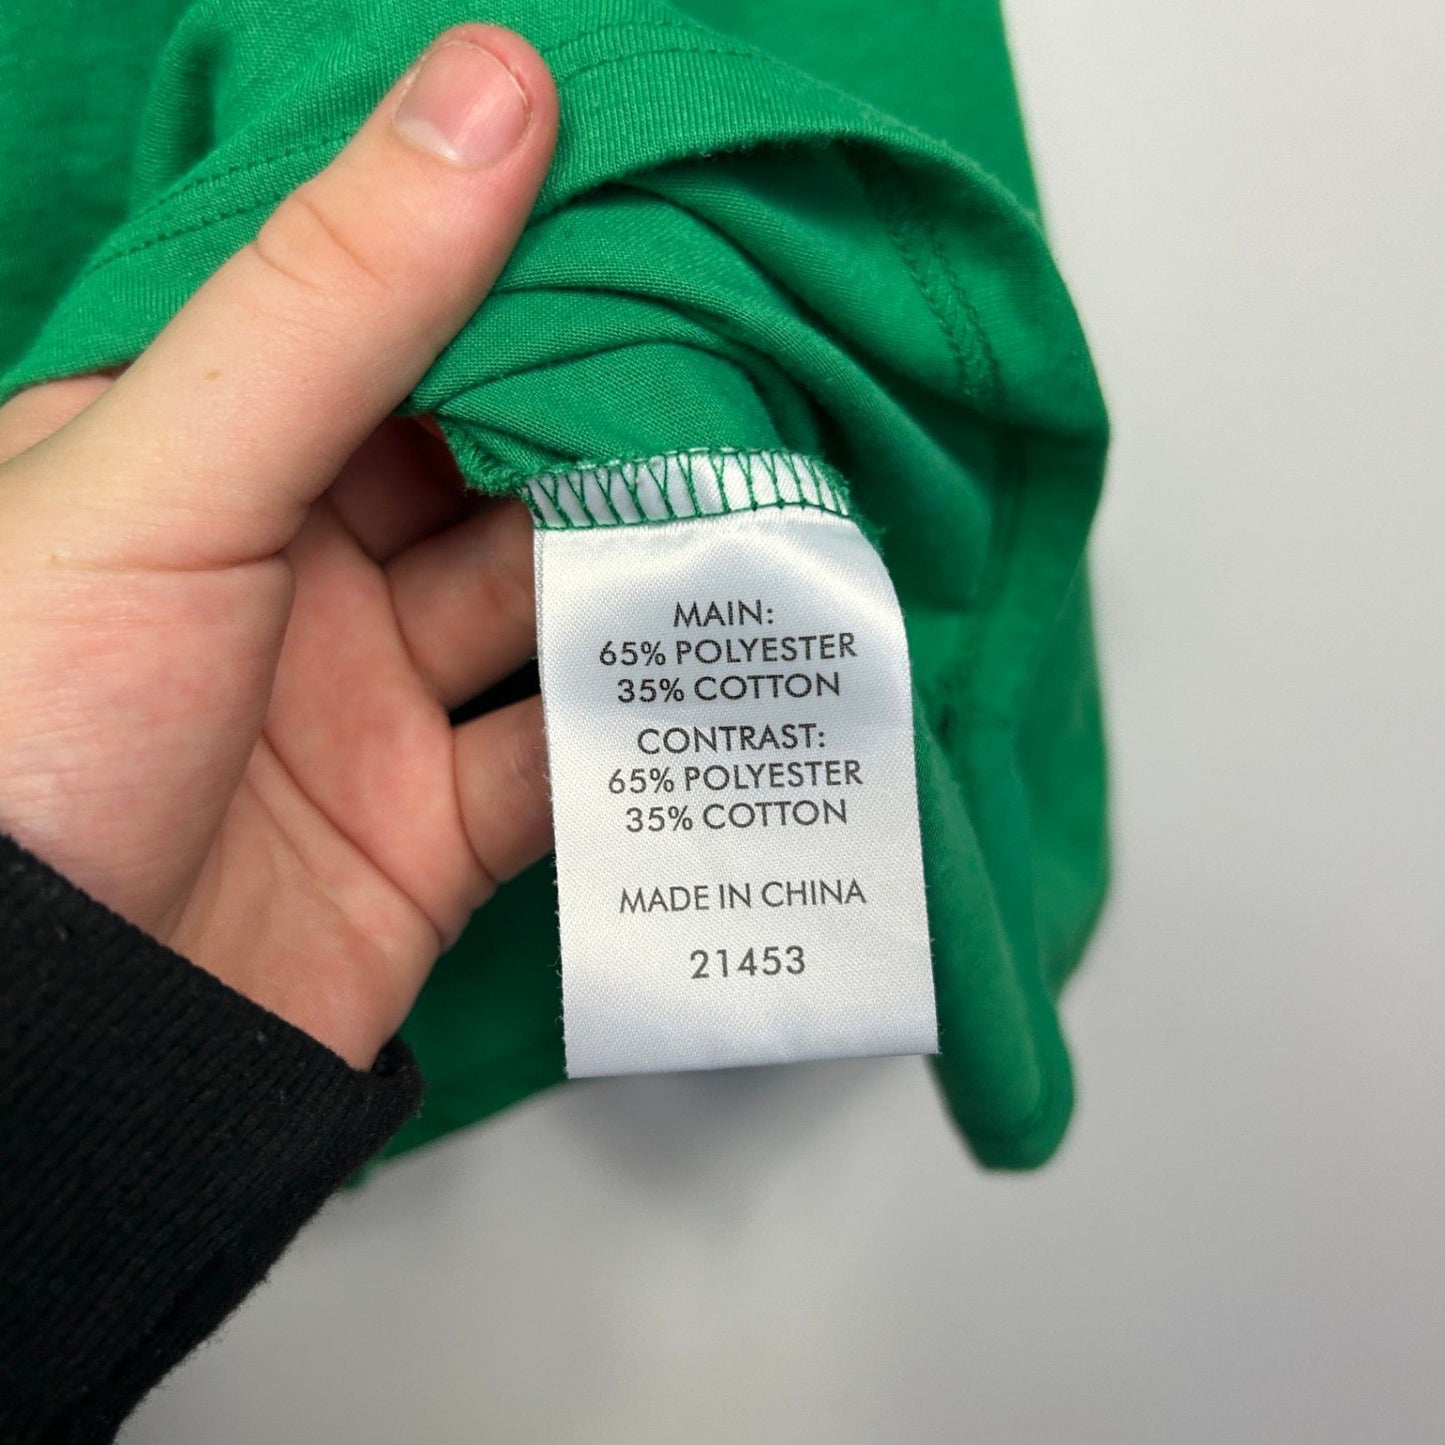 MAIN:
65% POLYESTER
35% COTTON
CONTRAST:
65% POLYESTER
35% COTTON
MADE IN CHINA
21453